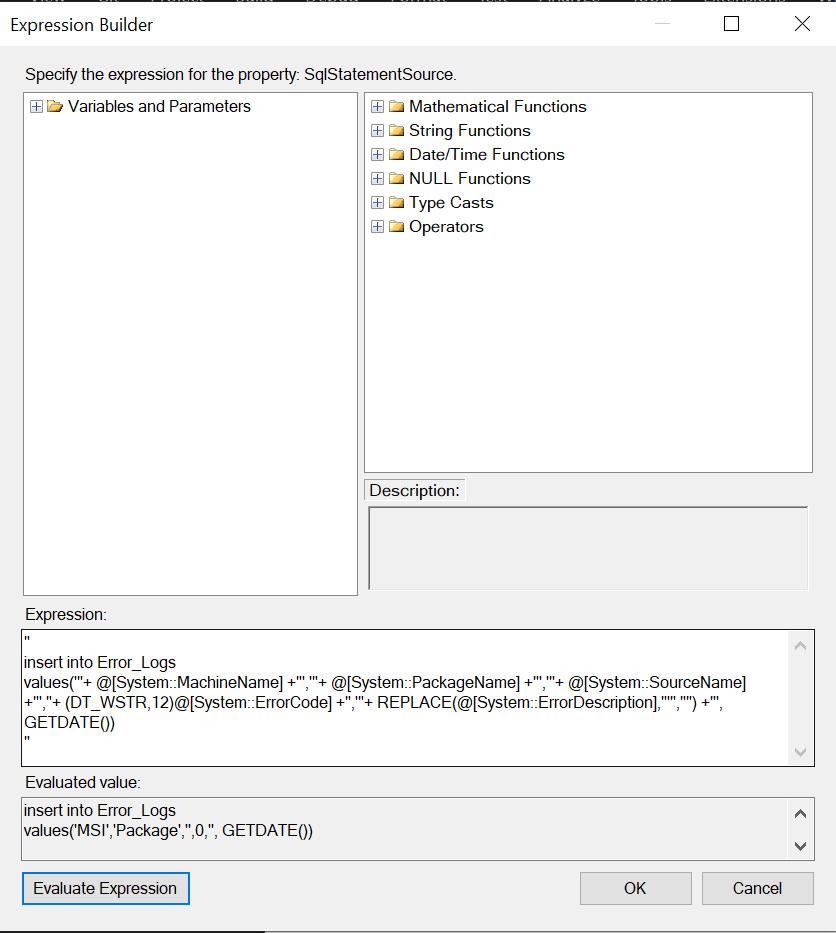 Expression Builder
Specify the expression for the property: SqlStatementSource.
Variables and Parameters
Mathematical Functions
String Functions
Date/Time Functions
NULL Functions
Type Casts
Operators
Description:
Expression:
"
insert into Error_Logs
values('"+ @[System::MachineName] +"','"+ @[System::PackageName] +"','"+ @[System::SourceName]
+"',"+ (DT_WSTR,12)@[System::ErrorCode] +",'"+ REPLACE(@[System::ErrorDescription],"'","") +"',
GETDATE())
"
Evaluated value:
insert into Error_Logs
values('MSI','Package','',0,'', GETDATE())
Evaluate Expression
OK
Cancel